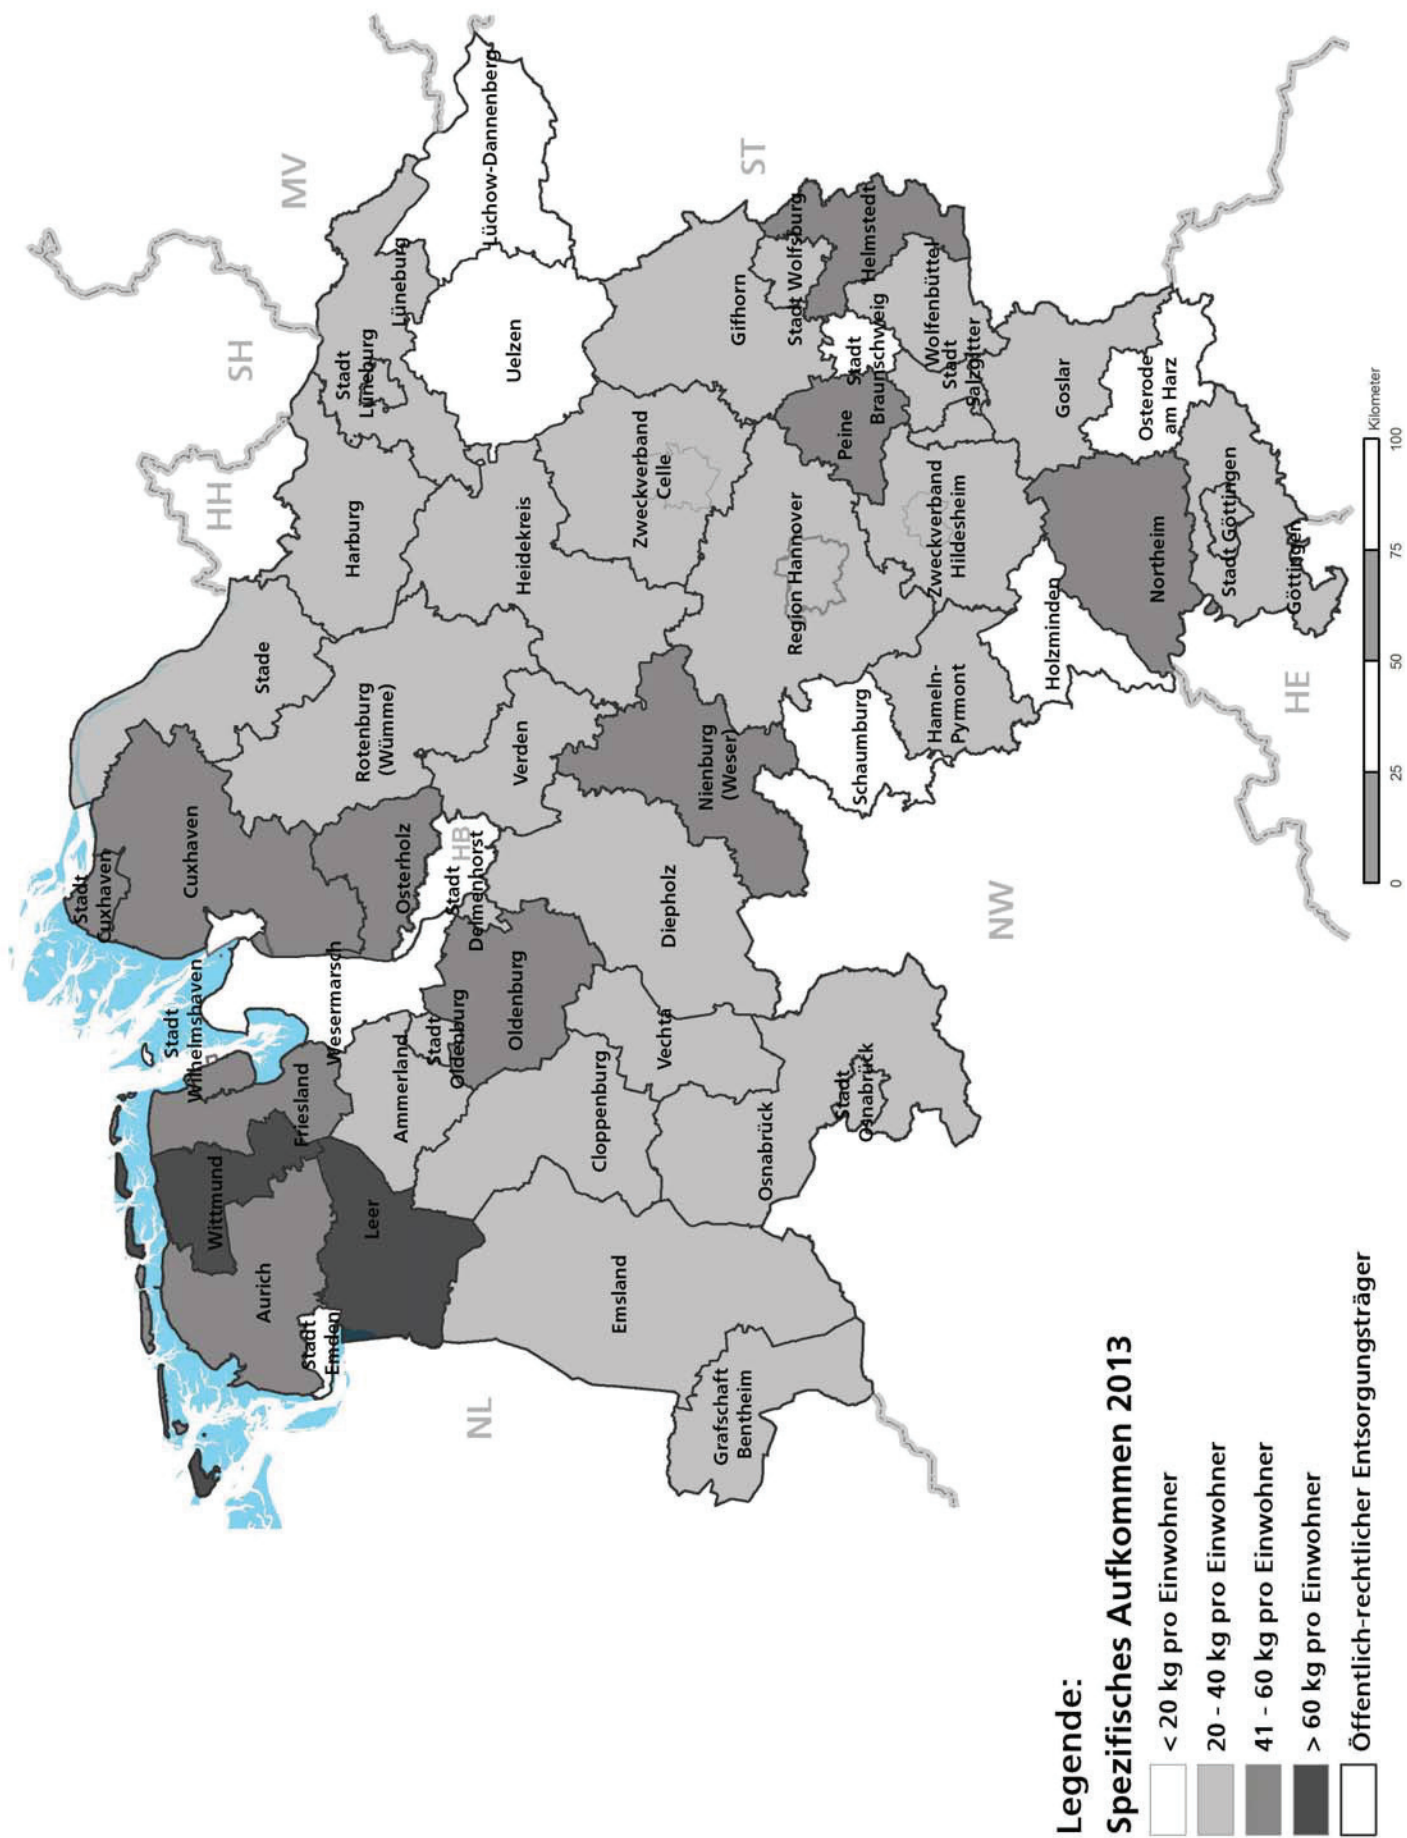 MV
SH
HH
ST
HE
NW
NL
HB
Stadt
Cuxhaven
Cuxhaven
Stade
Stadt
Wilhelmshaven
Wittmund
Aurich
Friesland
Stadt
Emden
Leer
Wesermarsch
Osterholz
Rotenburg
(Wümme)
Harburg
Stadt
Lüneburg
Lüneburg
Lüchow-Dannenberg
Uelzen
Heidekreis
Verden
Stadt
Delmenhorst
Ammerland
Stadt
Oldenburg
Oldenburg
Cloppenburg
Vechta
Diepholz
Nienburg
(Weser)
Zweckverband
Celle
Gifhorn
Stadt Wolfsburg
Helmstedt
Stadt
Braunschweig
Wolfenbüttel
Stadt
Salzgitter
Peine
Region Hannover
Schaumburg
Hameln-
Pyrmont
Zweckverband
Hildesheim
Holzminden
Northeim
Goslar
Osterode
am Harz
Stadt Göttingen
Göttingen
Emsland
Grafschaft
Bentheim
Osnabrück
Stadt
Osnabrück
0 25 50 75 100
Kilometer
Legende:
Spezifisches Aufkommen 2013
< 20 kg pro Einwohner
20 - 40 kg pro Einwohner
41 - 60 kg pro Einwohner
> 60 kg pro Einwohner
Öffentlich-rechtlicher Entsorgungsträger